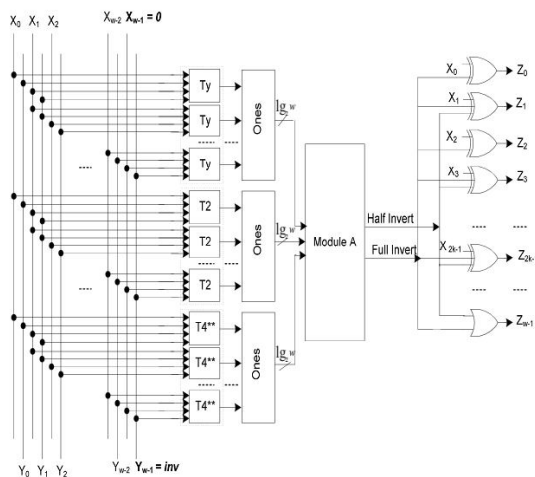 X0 X1 X2 Xw-2 Xw-1 = 0
Ty
Ty
---- ----
Ty
----
Ones
lg w
T2
T2
---- ----
T2
----
Ones
lg w
T4**
T4**
---- ----
T4**
----
Ones
lg w
Y0 Y1 Y2 Yw-2 Yw-1 = inv
Module A
Half Invert
Full Invert
X0 Z0
X1 Z1
X2 Z2
X3 Z3
---- ----
X2k-1 Z2k-
---- ----
Zw-1